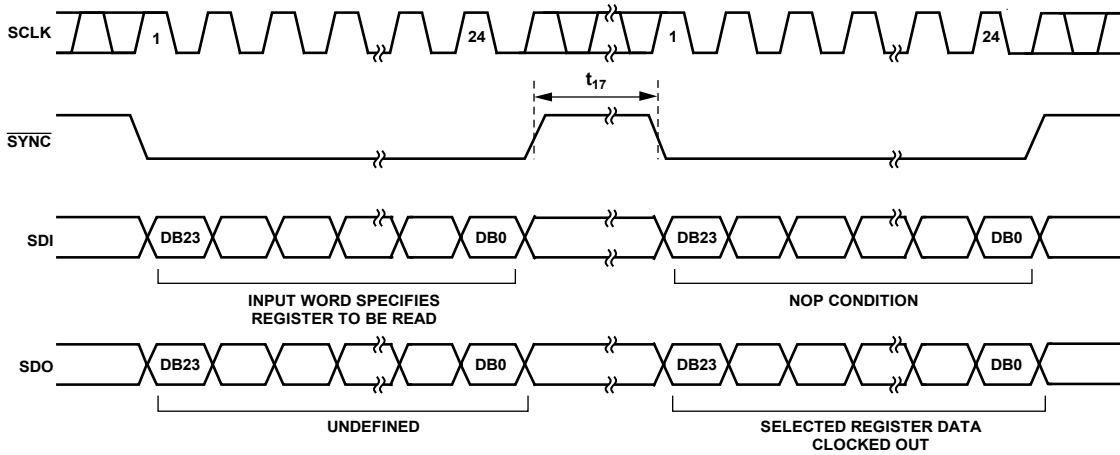 SCLK
1
24
1
24
t17
SYNC
SDI
DB23
DB0
DB23
DB0
INPUT WORD SPECIFIES
REGISTER TO BE READ
NOP CONDITION
SDO
DB23
DB0
DB23
DB0
UNDEFINED
SELECTED REGISTER DATA
CLOCKED OUT